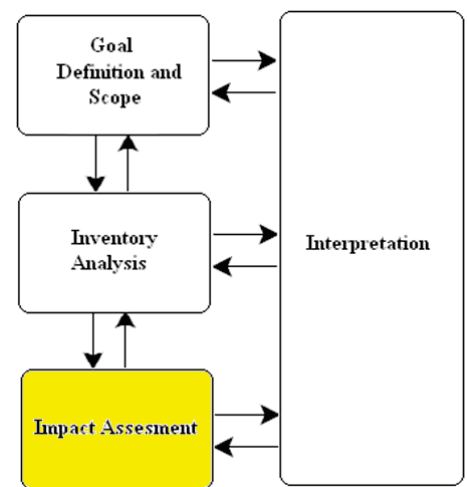 Goal
Definition and
Scope
Inventory
Analysis
Interpretation
Impact Assesment